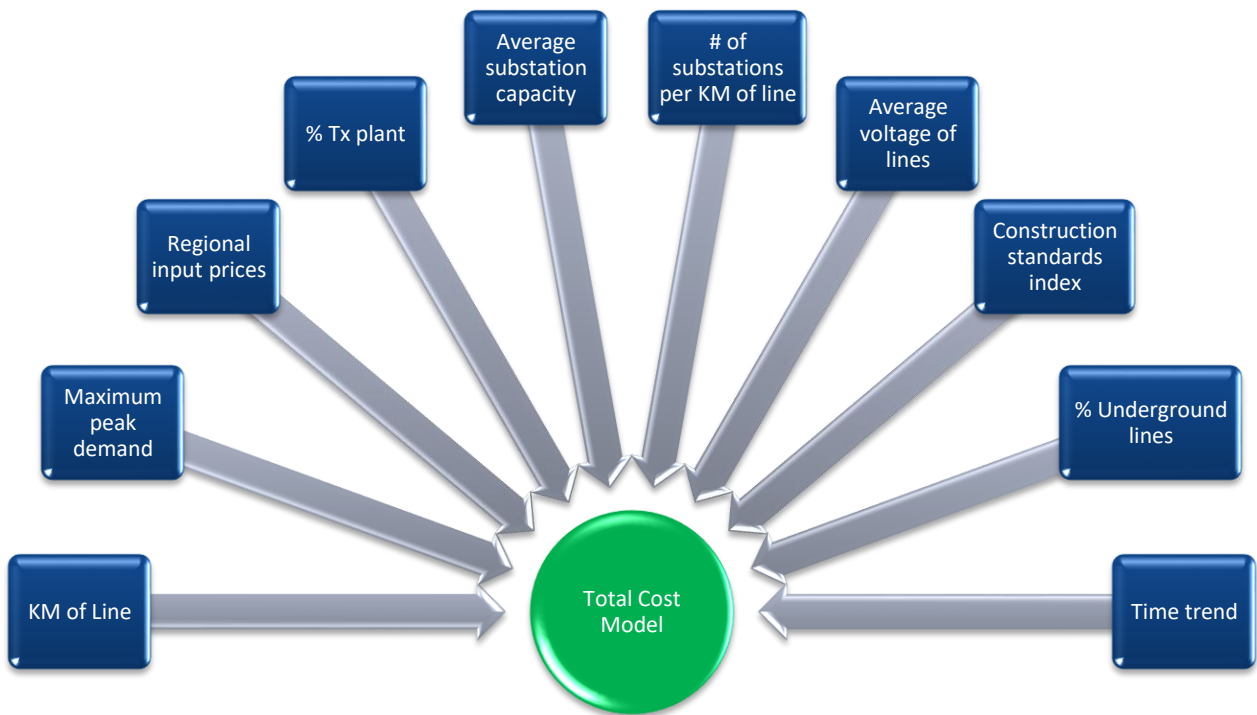 KM of Line
Maximum
peak
demand
Regional
input prices
% Tx plant
Average
substation
capacity
# of
substations
per KM of line
Average
voltage of
lines
Construction
standards
index
% Underground
lines
Time trend
Total Cost
Model